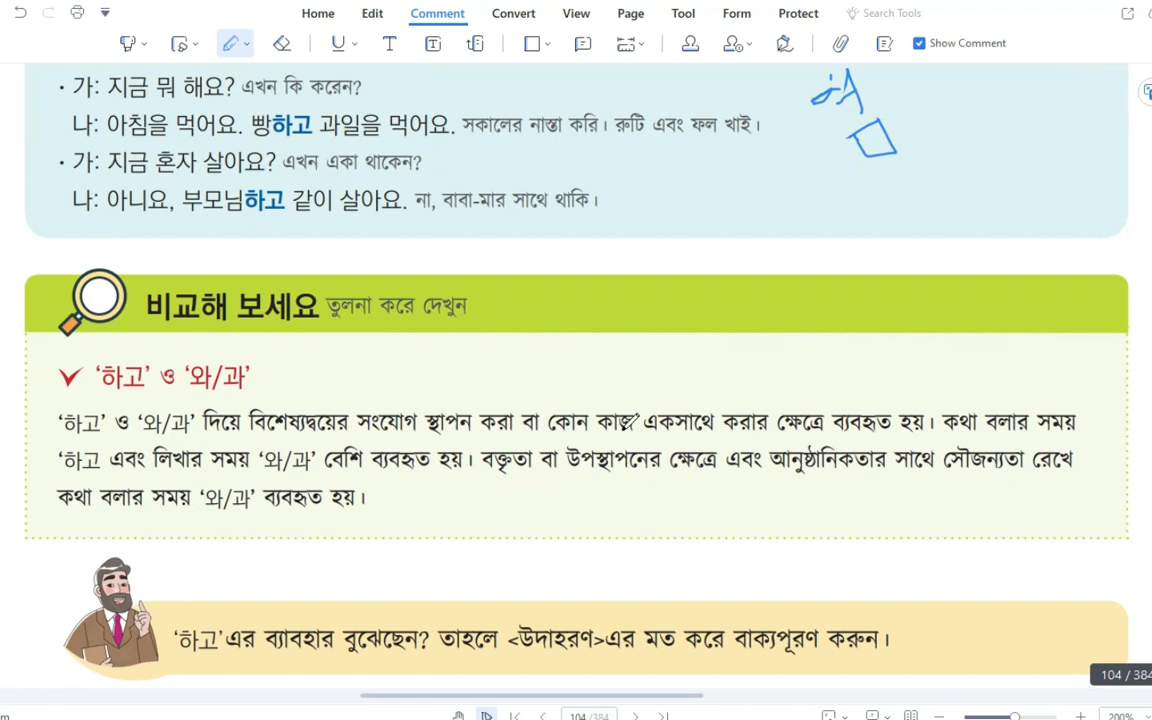 Home Edit Comment Convert View Page Tool Form Protect Search Tools
Show Comment
· 가: 지금 뭐 해요? এখন কি করেন?
나: 아침을 먹어요. 빵하고 과일을 먹어요. সকালের নাস্তা করি। রুটি এবং ফল খাই।
· 가: 지금 혼자 살아요? এখন একা থাকেন?
나: 아니요, 부모님하고 같이 살아요. না, বাবা-মার সাথে থাকি।
비교해 보세요 তুলনা করে দেখুন
‘하고’ ও ‘와/과’
‘하고’ ও ‘와/과’ দিয়ে বিশেষ্যদ্বয়ের সংযোগ স্থাপন করা বা কোন কাজ একসাথে করার ক্ষেত্রে ব্যবহৃত হয়। কথা বলার সময়
‘하고 এবং লিখার সময় ‘와/과’ বেশি ব্যবহৃত হয়। বক্তৃতা বা উপস্থাপনের ক্ষেত্রে এবং আনুষ্ঠানিকতার সাথে সৌজন্যতা রেখে
কথা বলার সময় ‘와/과’ ব্যবহৃত হয়।
‘하고’এর ব্যাবহার বুঝেছেন? তাহলে <উদাহরণ>এর মত করে বাক্যপূরণ করুন।
104 / 384
104 /384 200%